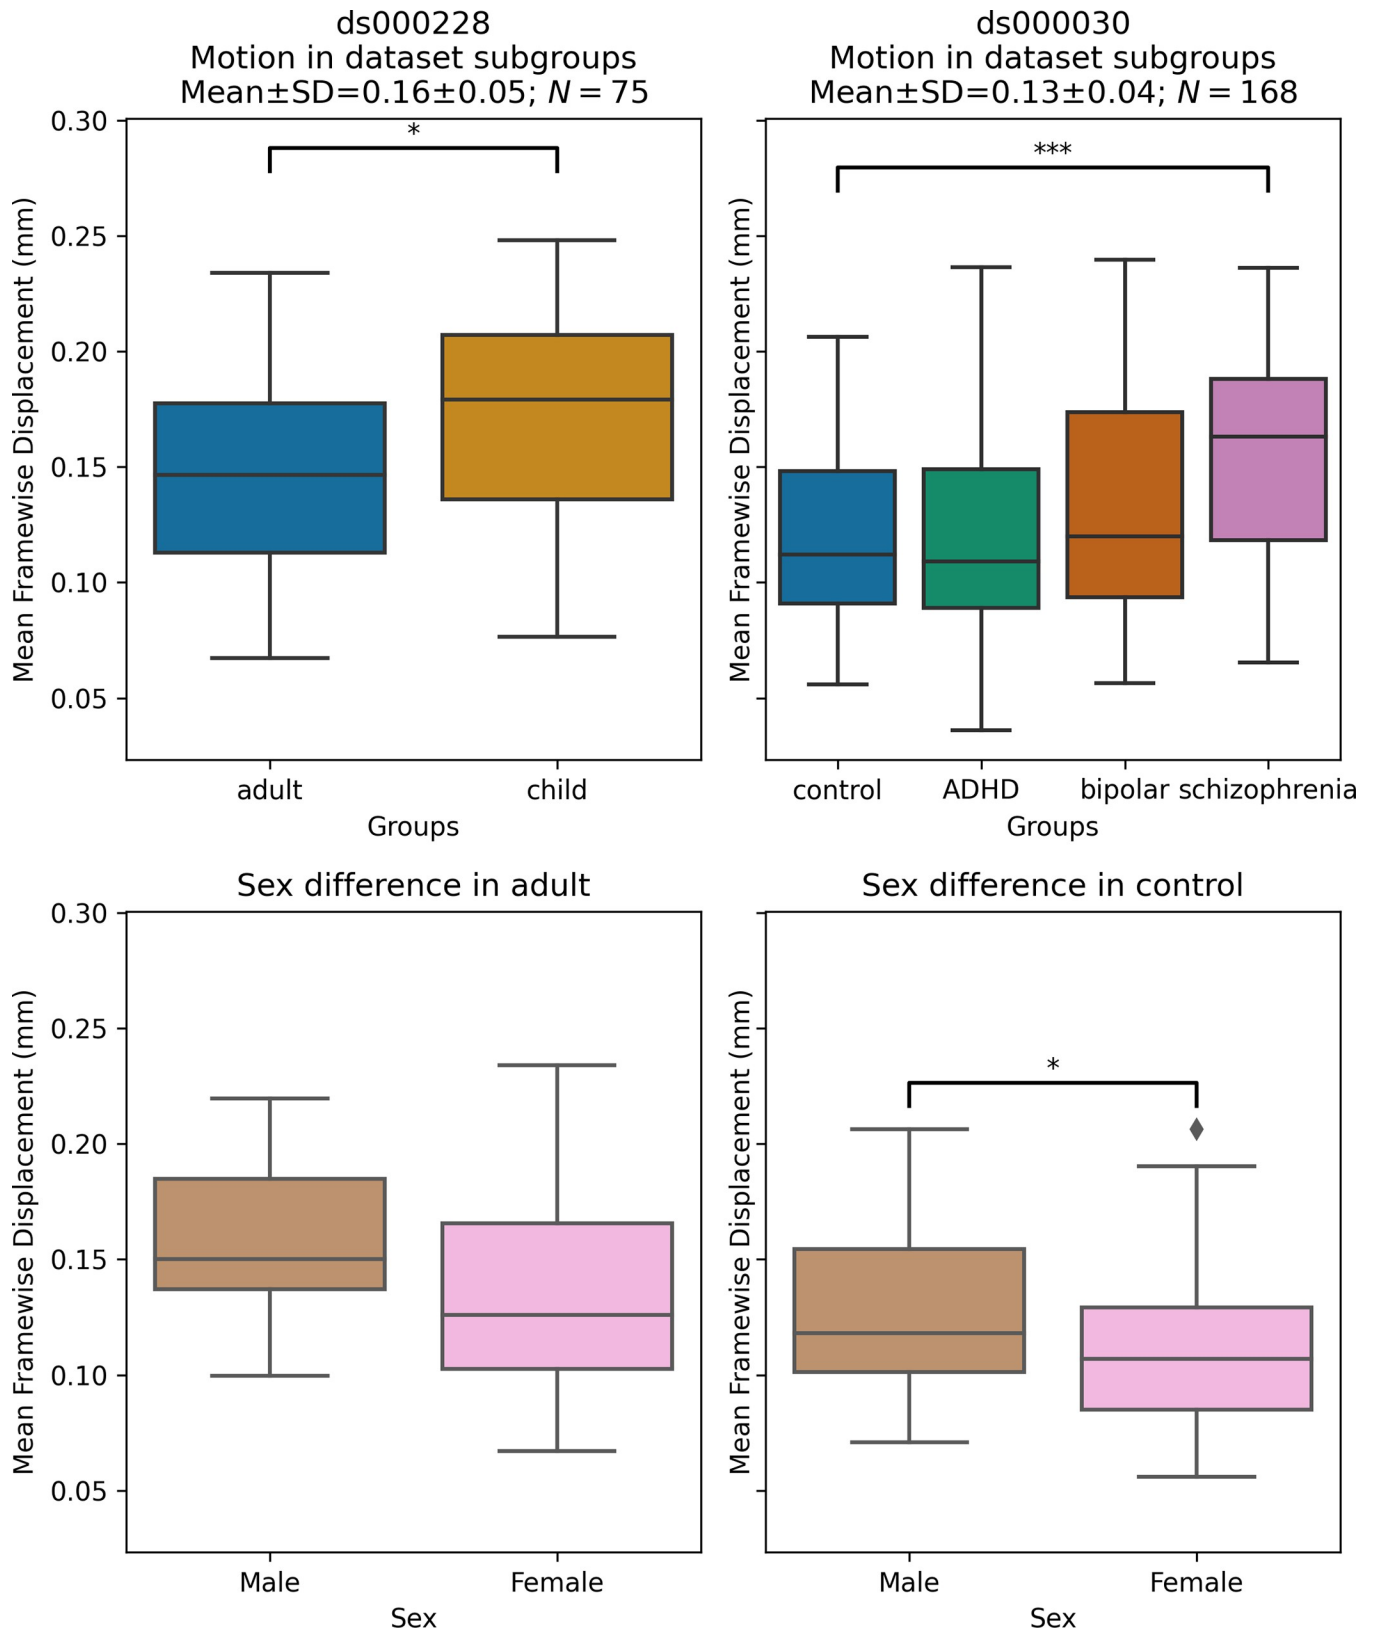 ds000228
Motion in dataset subgroups
Mean±SD=0.16±0.05; N = 75
0.30
0.25
0.20
0.15
0.10
0.05
Mean Framewise Displacement (mm)
*
adult
child
Groups
ds000030
Motion in dataset subgroups
Mean±SD=0.13±0.04; N = 168
Mean Framewise Displacement (mm)
***
control
ADHD
bipolar
schizophrenia
Groups
Sex difference in adult
0.30
0.25
0.20
0.15
0.10
0.05
Mean Framewise Displacement (mm)
Male
Female
Sex
Sex difference in control
Mean Framewise Displacement (mm)
*
Male
Female
Sex